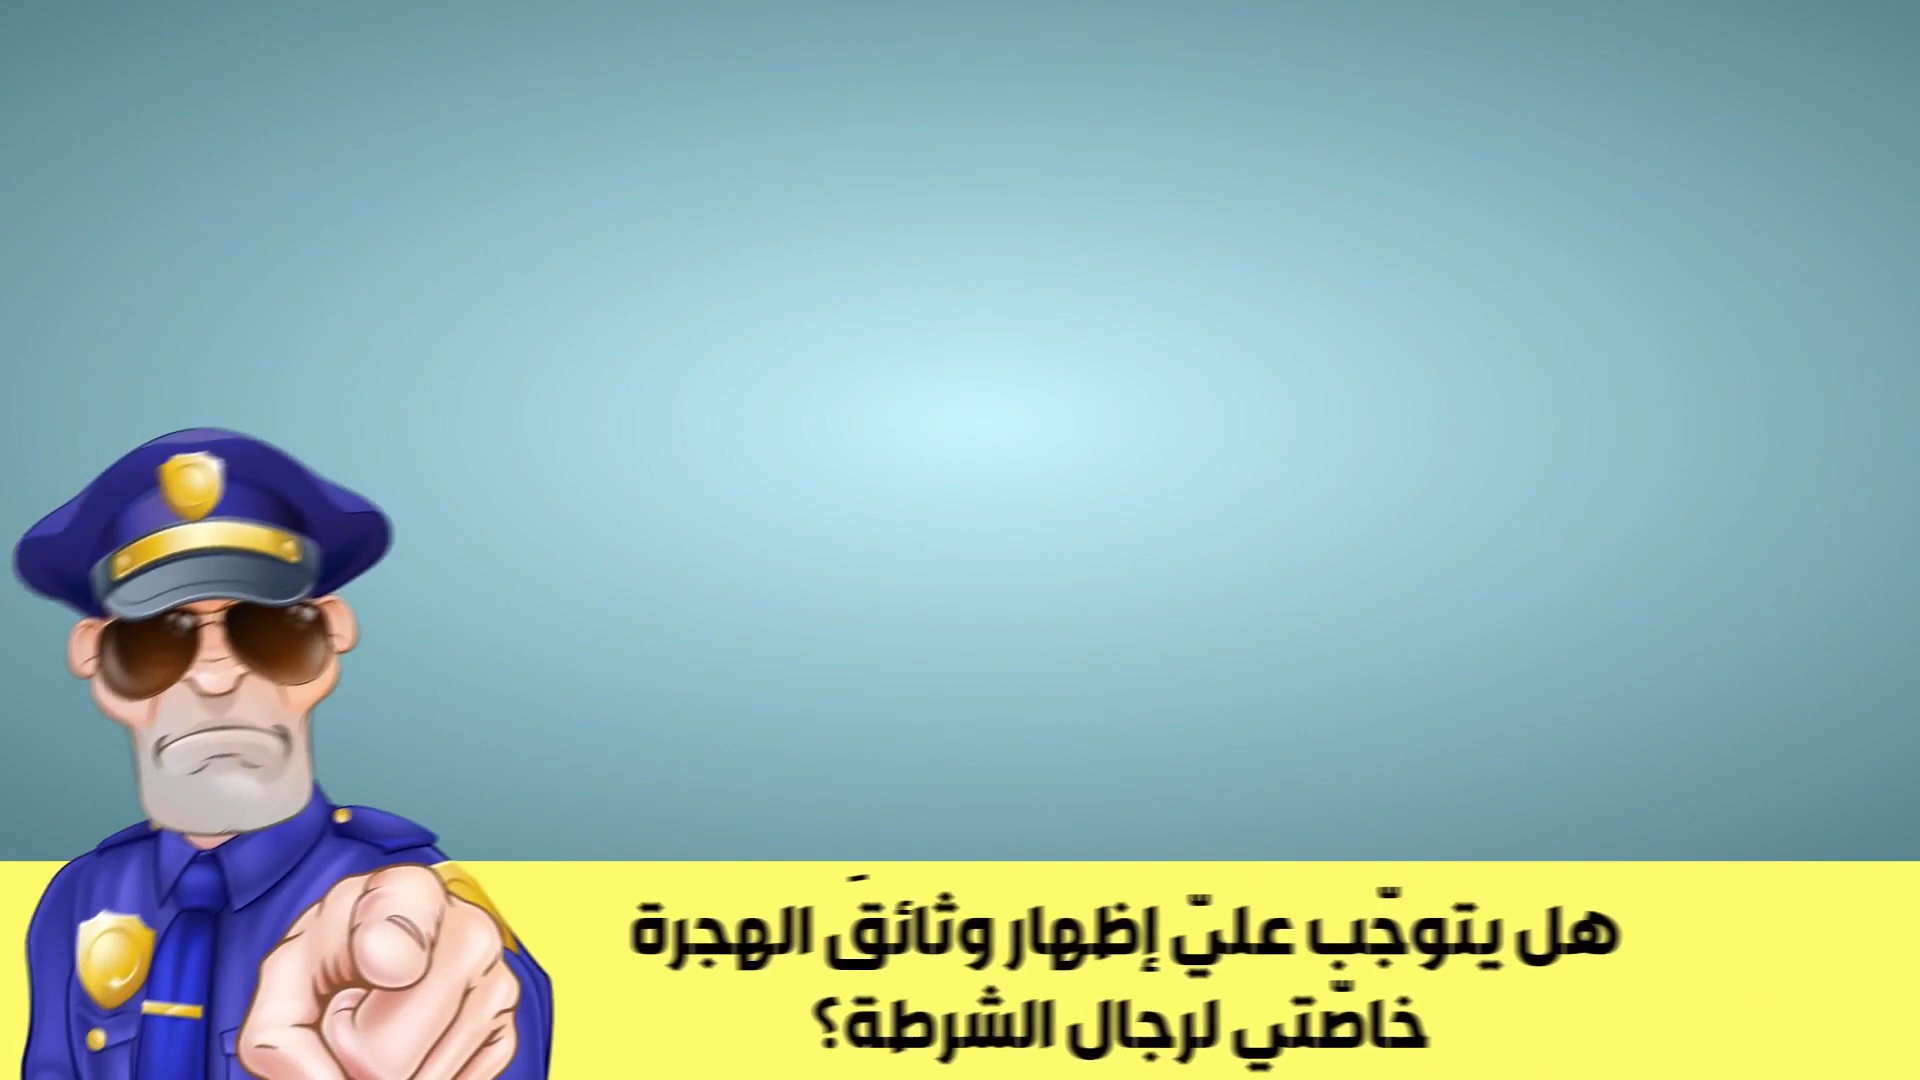 هل يتوجّب عليّ إظهار وثائقَ الهجرة
خاصّتي لرجال الشرطة؟